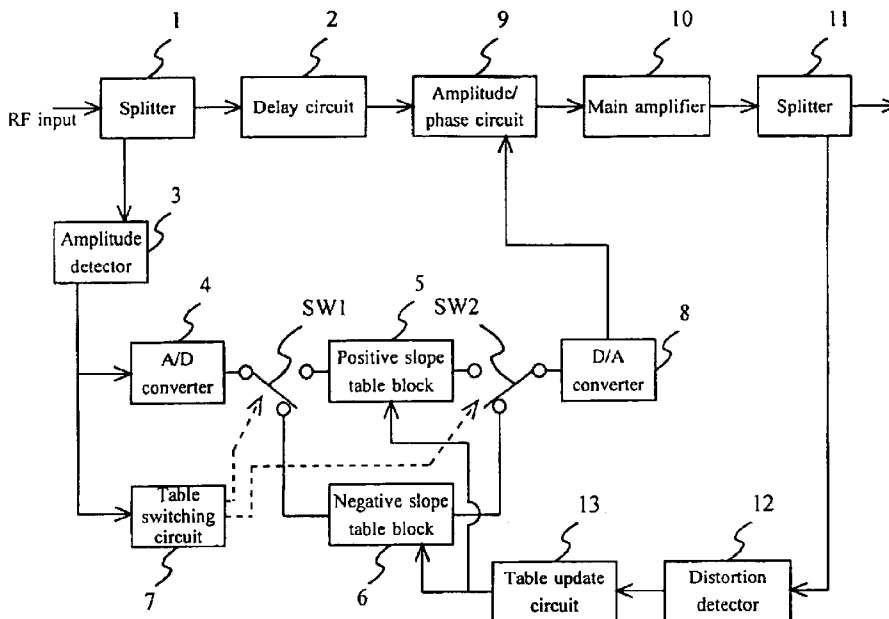 1
2
9
10
11
RF input
Splitter
Delay circuit
Amplitude/
phase circuit
Main amplifier
Splitter
3
Amplitude
detector
4
SW1
5
SW2
8
A/D
converter
Positive slope
table block
D/A
converter
Table
switching
circuit
7
Negative slope
table block
6
13
Table update
circuit
12
Distortion
detector